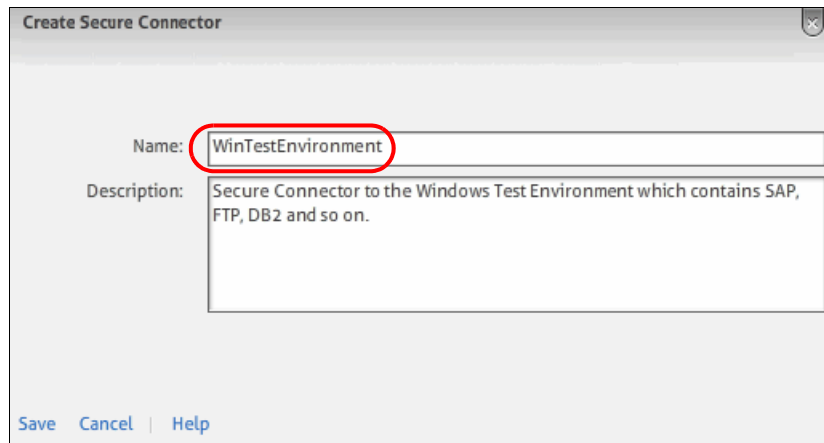 Create Secure Connector
Name: WinTestEnvironment
Description: Secure Connector to the Windows Test Environment which contains SAP,
FTP, DB2 and so on.
Save Cancel | Help